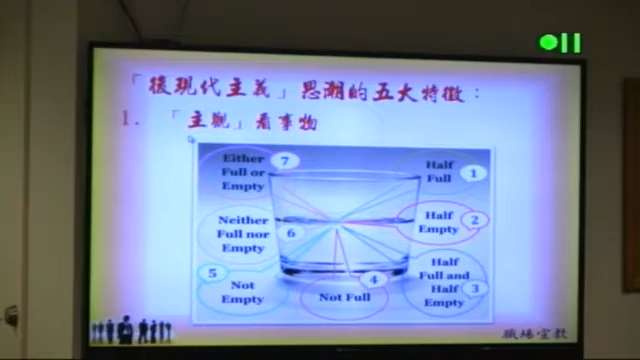 「後現代主義」思潮的五大特徵：
1. 「主觀」看事物
Either Full or Empty
7
Half Full
1
Neither Full nor Empty
6
Half Empty
2
5
Not Empty
4
Not Full
Half Full and Half Empty
3
職場宣教